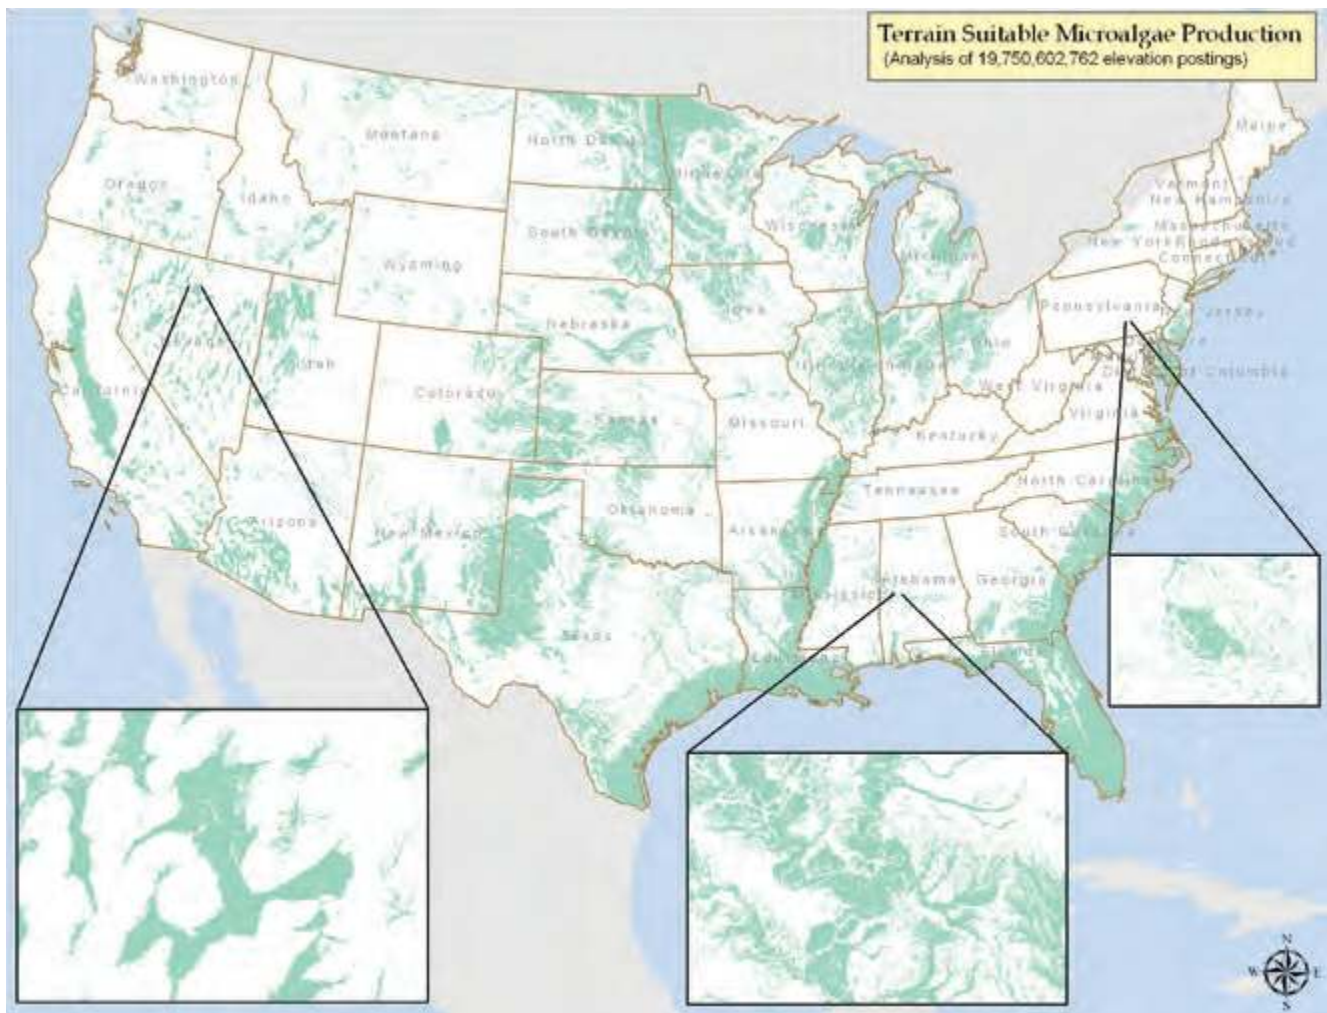 Terrain Suitable Microalgae Production
(Analysis of 19,750,602,762 elevation postings)
Washington
Montana
North Dakota
Minnesota
Maine
Oregon
Idaho
Vermont
New Hampshire
Massachusetts
South Dakota
Wisconsin
New York
Connecticut
Wyoming
Michigan
Pennsylvania
Jersey
Nebraska
Iowa
Nevada
Utah
Ohio
Illinois
Indiana
District of Columbia
West Virginia
California
Colorado
Kansas
Missouri
Virginia
Kentucky
Tennessee
North Carolina
Oklahoma
Arizona
New Mexico
Arkansas
South Carolina
Alabama
Georgia
Mississippi
Texas
Louisiana
Florida
N
W
E
S